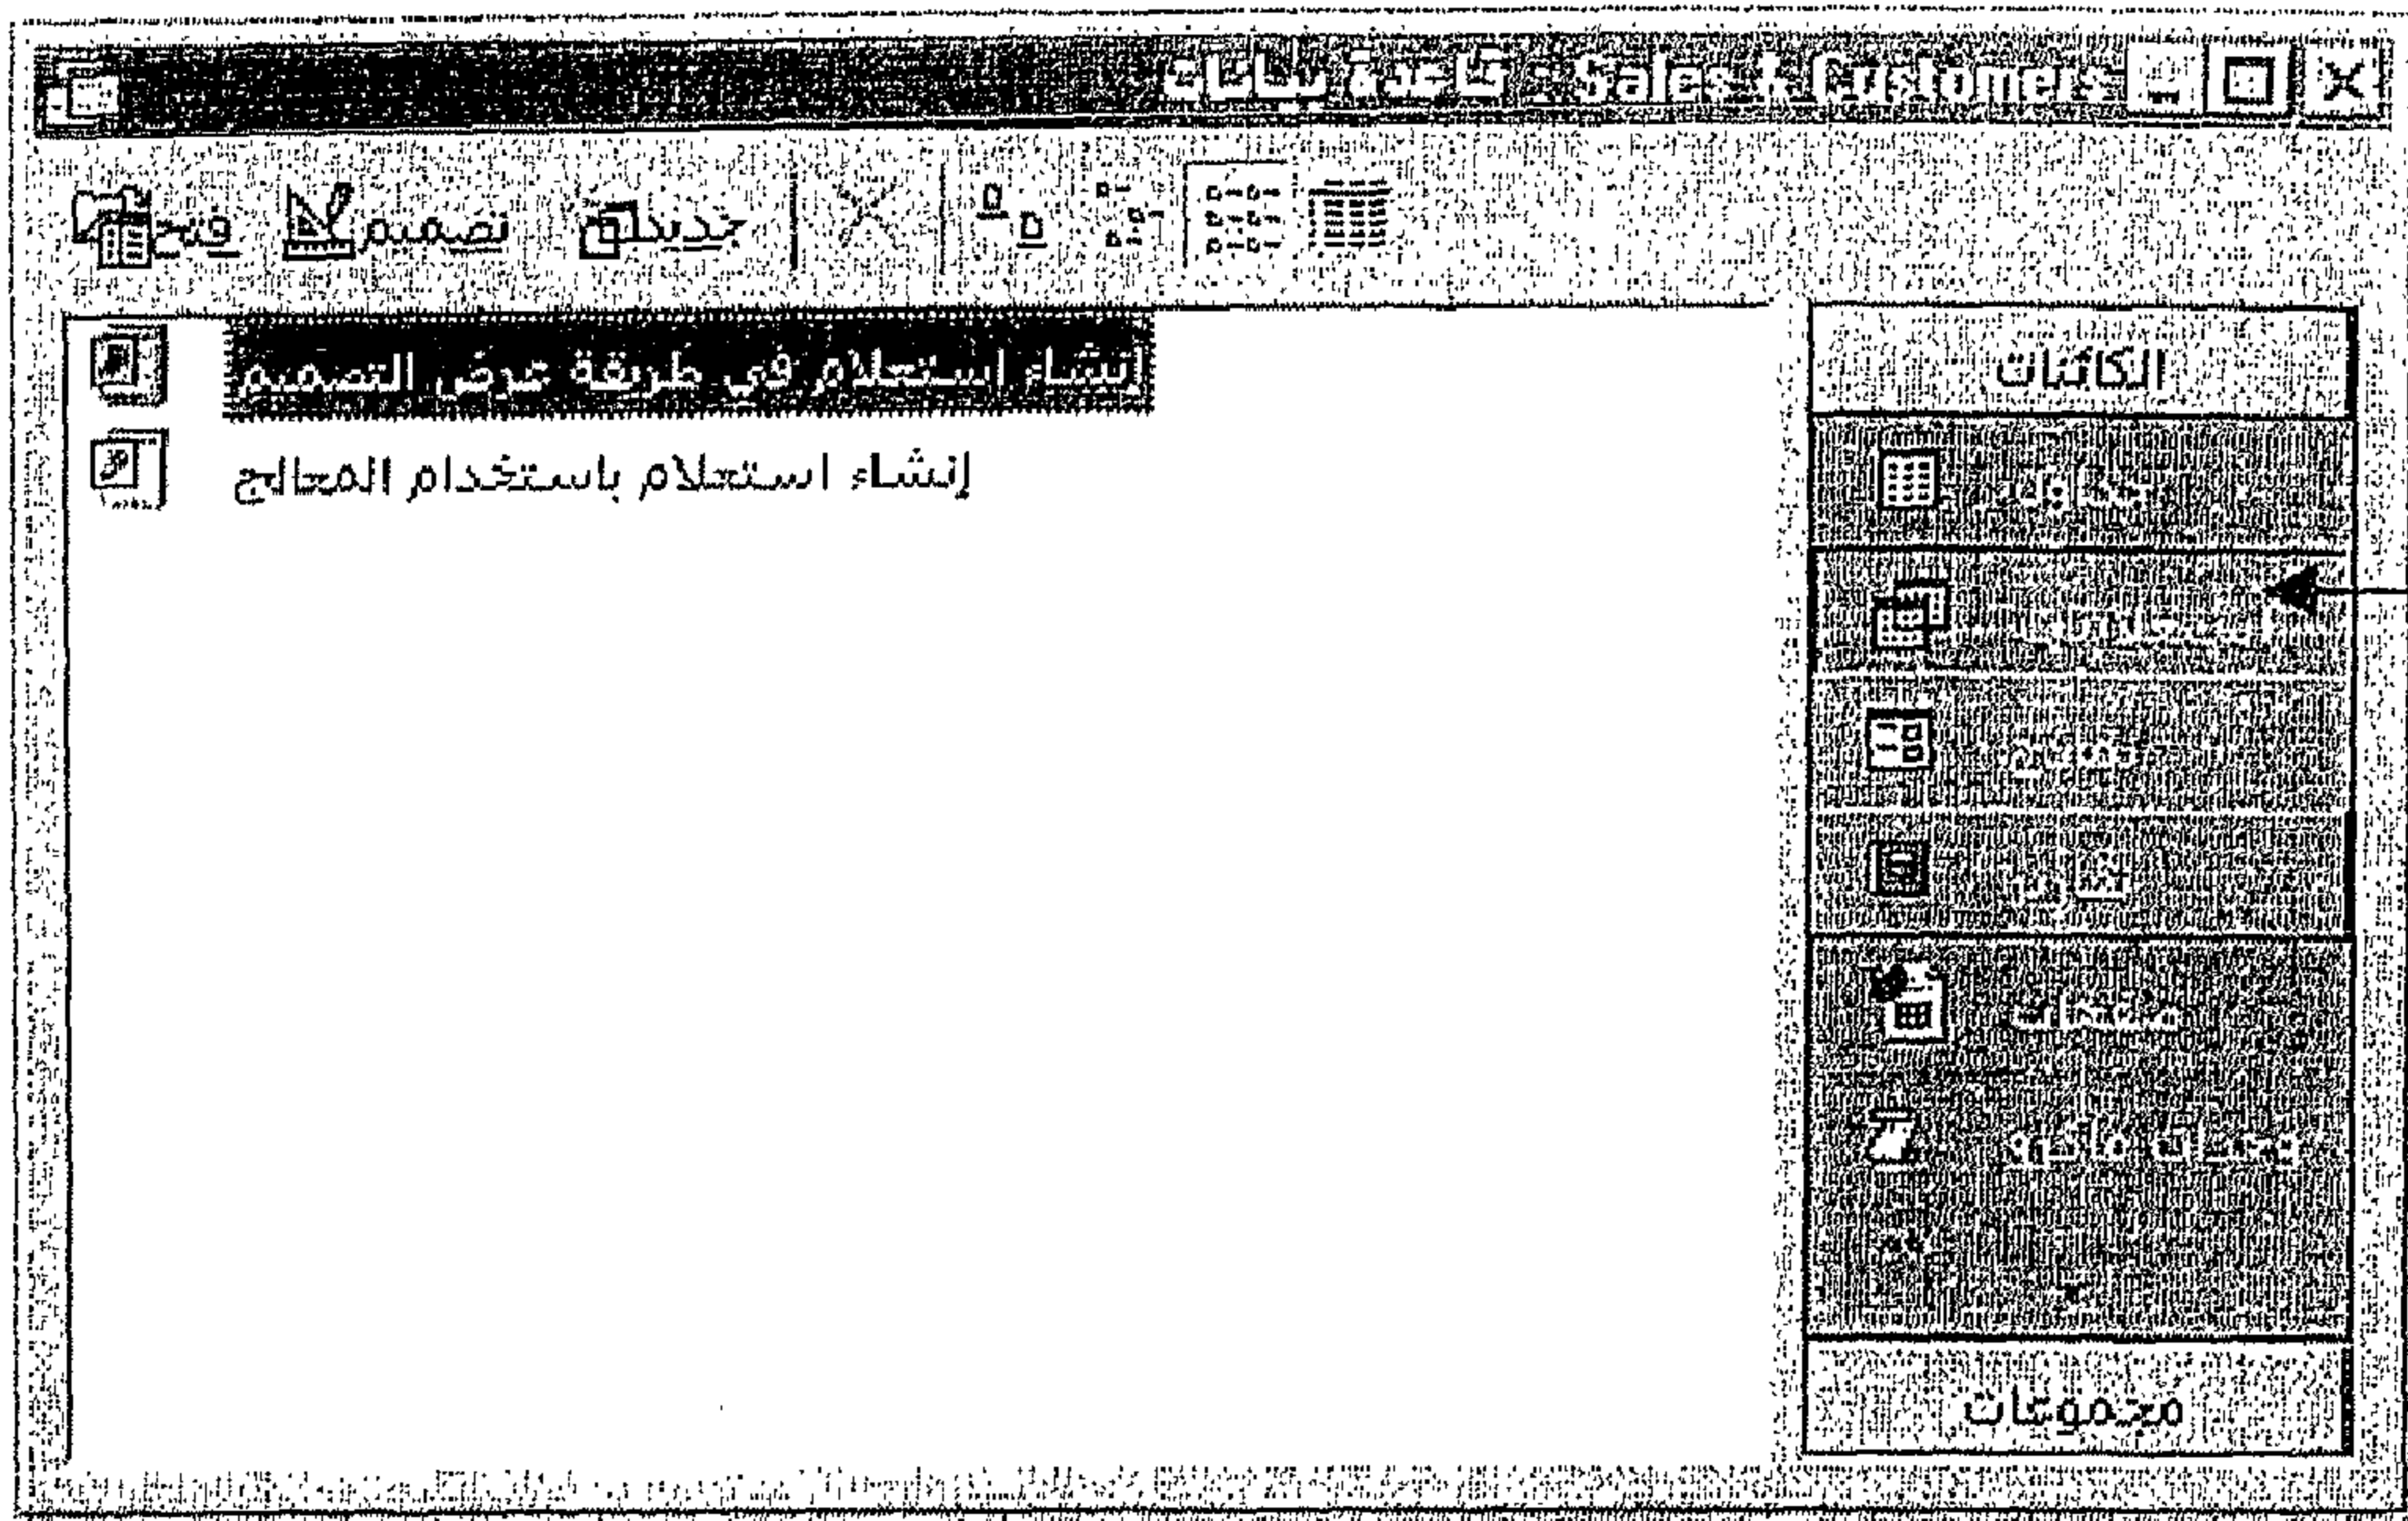 Sales & Customers : قاعدة بيانات
فتح تصميم جديد
إنشاء استعلام في طريقة عرض التصميم
إنشاء استعلام باستخدام المعالج
الكائنات
جداول
استعلامات
نماذج
تقارير
صفحات
وحدات ماكرو
مجموعات